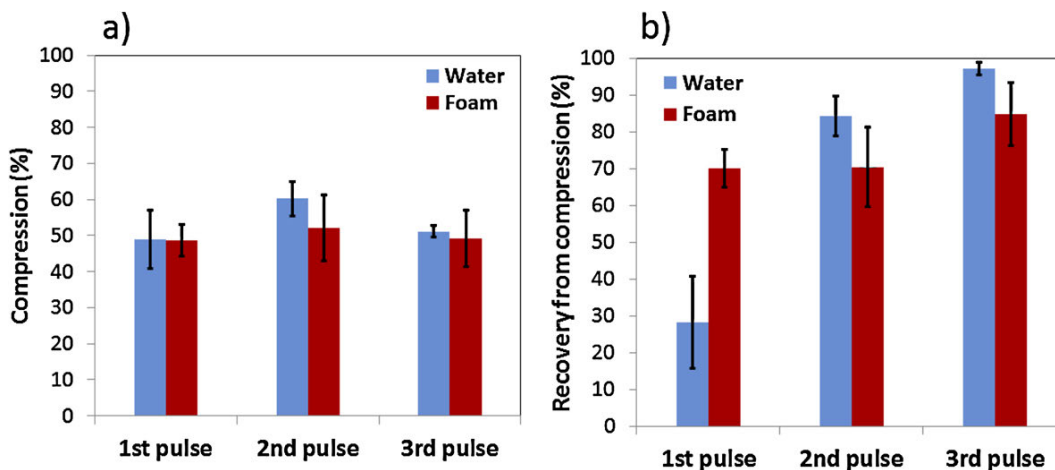 a)
Compression (%)
100
90
80
70
60
50
40
30
20
10
0
Water
Foam
1st pulse 2nd pulse 3rd pulse
b)
Recovery from compression (%)
100
90
80
70
60
50
40
30
20
10
0
Water
Foam
1st pulse 2nd pulse 3rd pulse